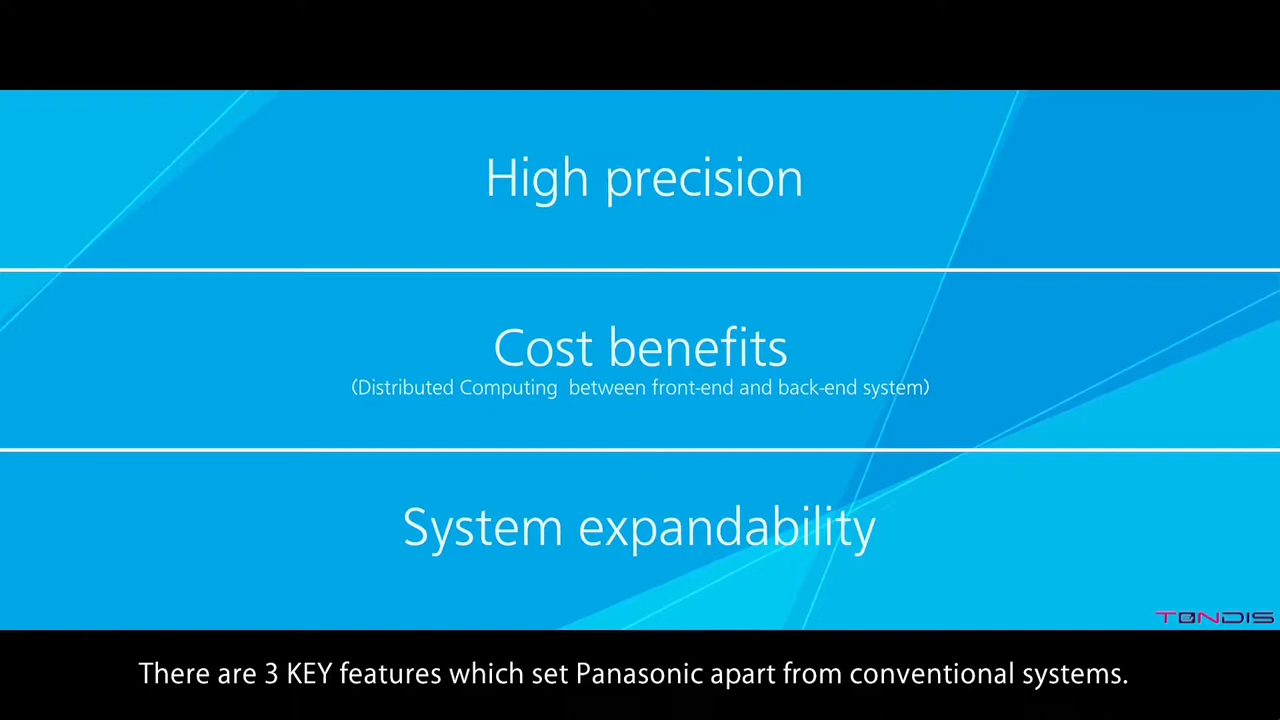 High precision
Cost benefits
(Distributed Computing  between front-end and back-end system)
System expandability
TONDIS
There are 3 KEY features which set Panasonic apart from conventional systems.